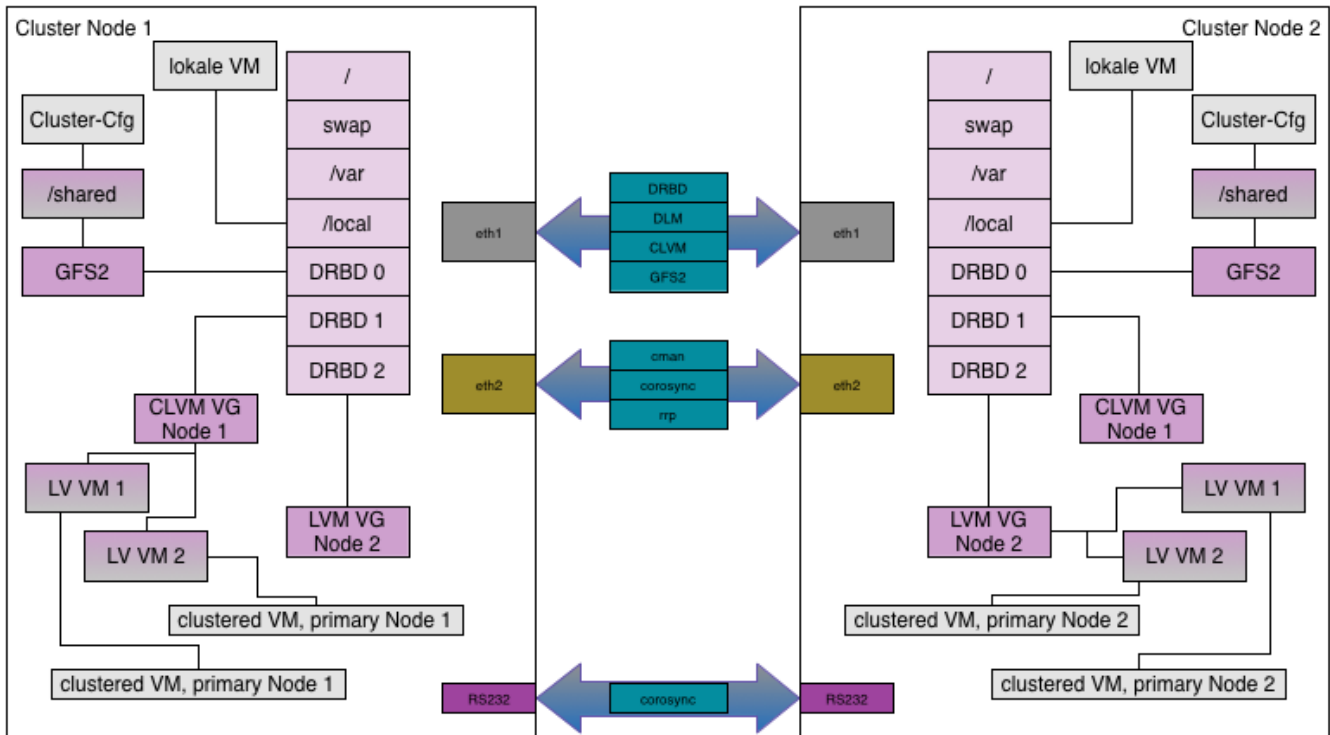 Cluster Node 1
lokale VM
Cluster-Cfg
/shared
GFS2
/
swap
/var
/local
DRBD 0
DRBD 1
DRBD 2
CLVM VG
Node 1
LV VM 1
LV VM 2
LVM VG
Node 2
clustered VM, primary Node 1
clustered VM, primary Node 1
eth1
eth2
RS232
DRBD
DLM
CLVM
GFS2
cman
corosync
rrp
corosync
Cluster Node 2
eth1
eth2
RS232
/
swap
/var
/local
DRBD 0
DRBD 1
DRBD 2
lokale VM
Cluster-Cfg
/shared
GFS2
CLVM VG
Node 1
LVM VG
Node 2
LV VM 1
LV VM 2
clustered VM, primary Node 2
clustered VM, primary Node 2